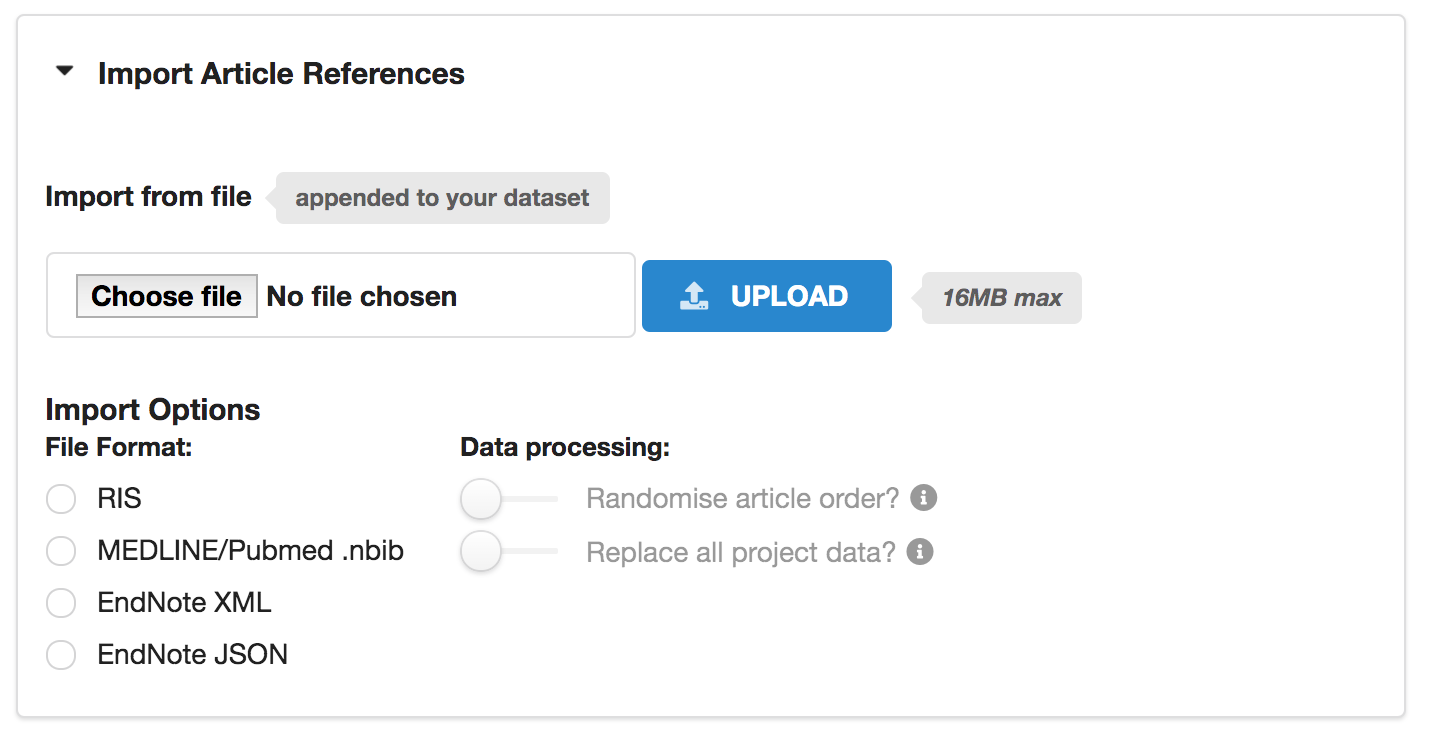 Import Article References
Import from file appended to your dataset
Choose file No file chosen UPLOAD 16MB max
Import Options
File Format: Data processing:
RIS Randomise article order?
MEDLINE/Pubmed .nbib Replace all project data?
EndNote XML
EndNote JSON